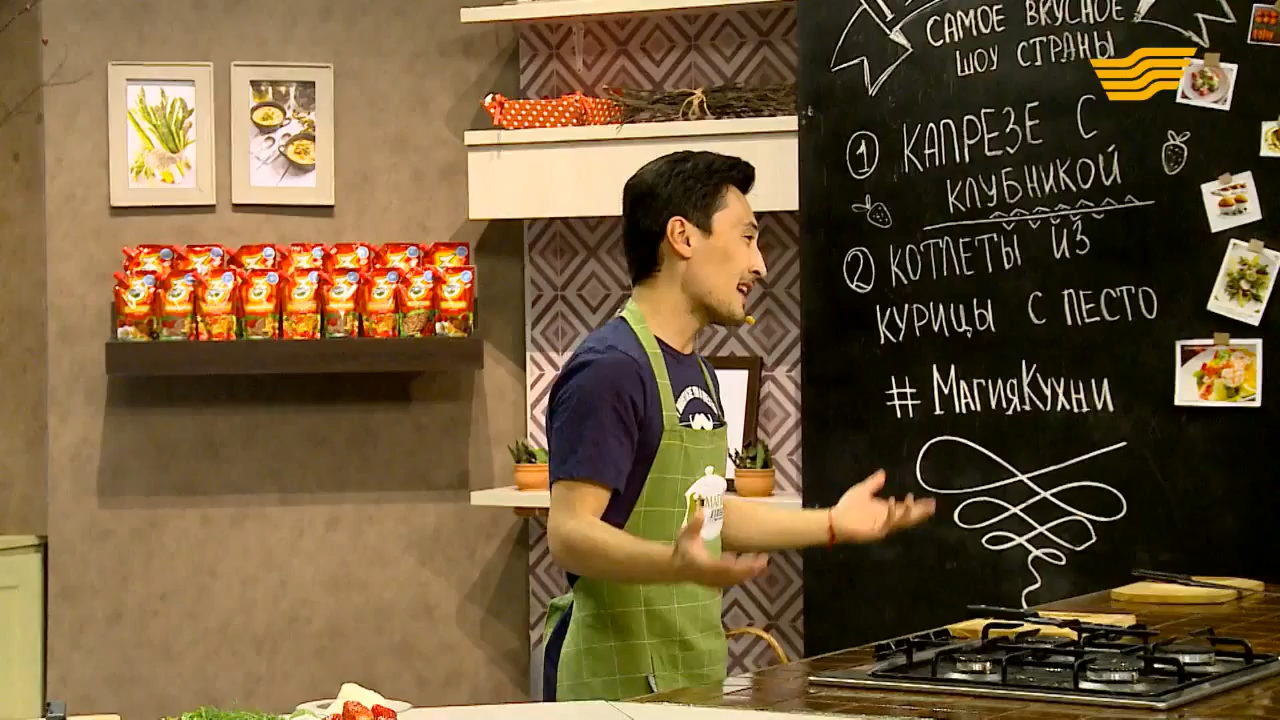 САМОЕ ВКУСНОЕ
ШОУ СТРАНЫ
1 КАПРЕЗЕ С
КЛУБНИКОЙ
2 КОТЛЕТЫ ИЗ
КУРИЦЫ С ПЕСТО
#МагияКухни